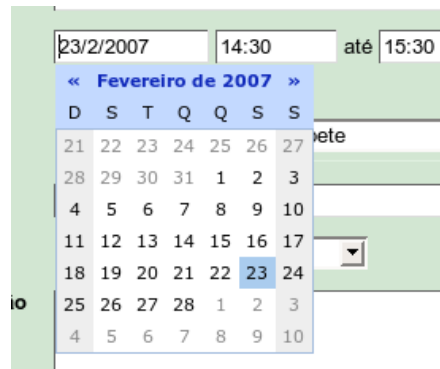 23/2/2007 14:30 até 15:30
« Fevereiro de 2007 »
D S T Q Q S S
21 22 23 24 25 26 27
pete
28 29 30 31 1 2 3
4 5 6 7 8 9 10
11 12 13 14 15 16 17
18 19 20 21 22 23 24
ão 25 26 27 28 1 2 3
4 5 6 7 8 9 10